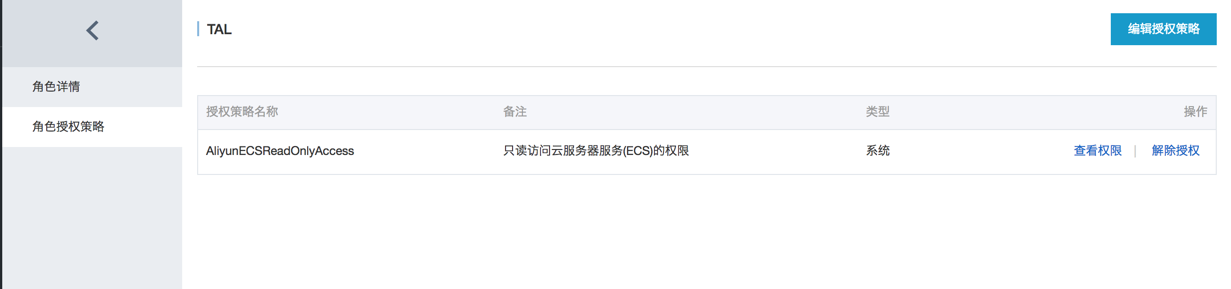 TAL
编辑授权策略
角色详情
角色授权策略
授权策略名称 备注 类型 操作
AliyunECSReadOnlyAccess 只读访问云服务器服务(ECS)的权限 系统 查看权限 | 解除授权